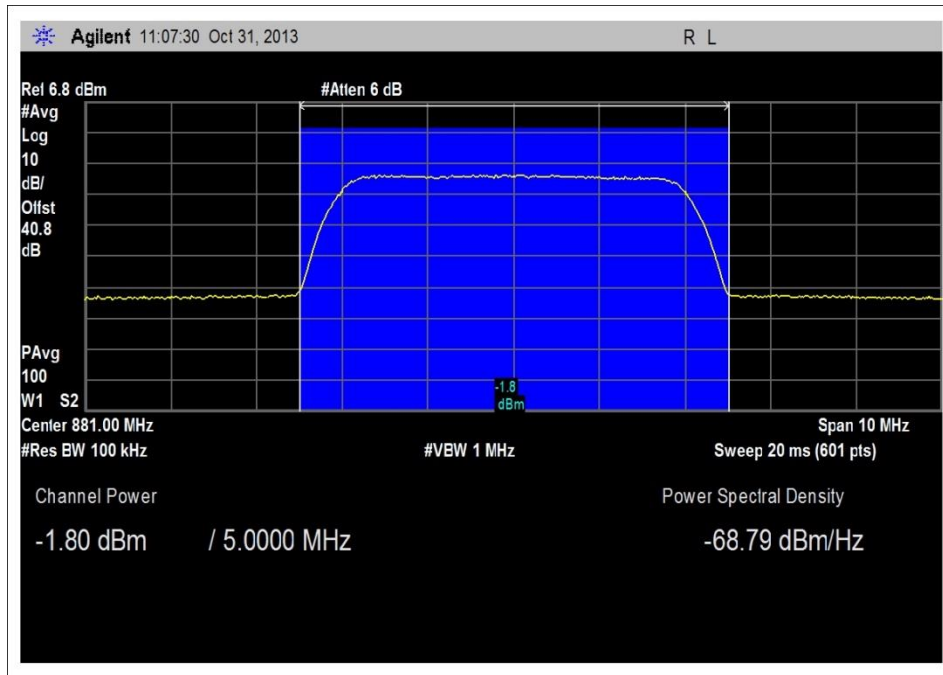 Agilent 11:07:30 Oct 31, 2013 R L
Ref 6.8 dBm #Atten 6 dB
#Avg
Log
10
dB/
Offst
40.8
dB
PAvg
100
W1 S2
-1.8
dBm
Center 881.00 MHz Span 10 MHz
#Res BW 100 kHz #VBW 1 MHz Sweep 20 ms (601 pts)
Channel Power Power Spectral Density
-1.80 dBm / 5.0000 MHz -68.79 dBm/Hz